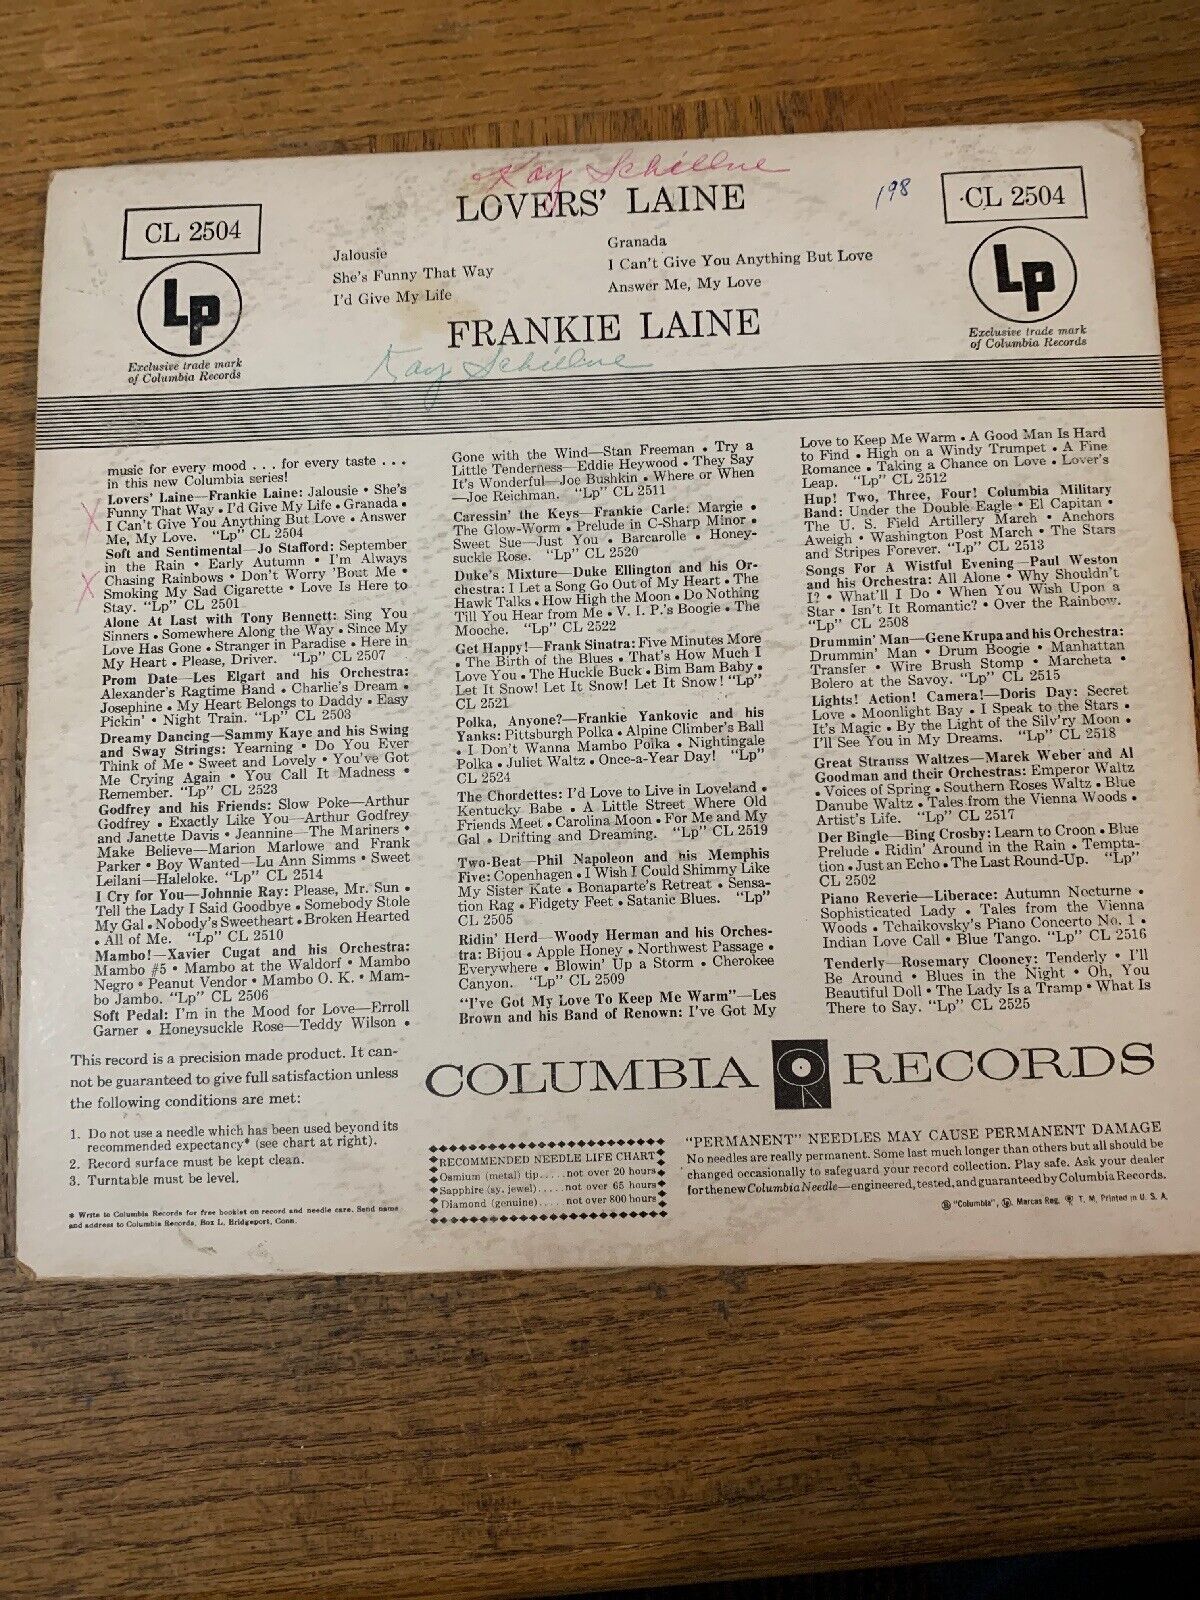 Kay Schillne
LOVERS' LAINE
198
CL 2504
CL 2504
Jalousie
She's Funny That Way
I'd Give My Life
Granada
I Can't Give You Anything But Love
Answer Me, My Love
Lp
Exclusive trade mark
of Columbia Records
Lp
Exclusive trade mark
of Columbia Records
FRANKIE LAINE
Kay Schillne
music for every mood . . . for every taste . . .
in this new Columbia series!
X
Lovers' Laine—Frankie Laine: Jalousie • She's
Funny That Way • I'd Give My Life • Granada •
I Can't Give You Anything But Love • Answer
Me, My Love. "Lp" CL 2504
X
Soft and Sentimental—Jo Stafford: September
in the Rain • Early Autumn • I'm Always
Chasing Rainbows • Don't Worry 'Bout Me •
Smoking My Sad Cigarette • Love Is Here to
Stay. "Lp" CL 2501
Alone At Last with Tony Bennett: Sing You
Sinners • Somewhere Along the Way • Since My
Love Has Gone • Stranger in Paradise • Here in
My Heart • Please, Driver. "Lp" CL 2507
Prom Date—Les Elgart and his Orchestra:
Alexander's Ragtime Band • Charlie's Dream •
Josephine • My Heart Belongs to Daddy • Easy
Pickin' • Night Train. "Lp" CL 2503
Dreamy Dancing—Sammy Kaye and his Swing
and Sway Strings: Yearning • Do You Ever
Think of Me • Sweet and Lovely • You've Got
Me Crying Again • You Call It Madness •
Remember. "Lp" CL 2523
Godfrey and his Friends: Slow Poke—Arthur
Godfrey • Exactly Like You—Arthur Godfrey
and Janette Davis • Jeannine—The Mariners •
Make Believe—Marion Marlowe and Frank
Parker • Boy Wanted—Lu Ann Simms • Sweet
Leilani—Haleloke. "Lp" CL 2514
I Cry for You—Johnnie Ray: Please, Mr. Sun •
Tell the Lady I Said Goodbye • Somebody Stole
My Gal • Nobody's Sweetheart • Broken Hearted
• All of Me. "Lp" CL 2510
Mambo!—Xavier Cugat and his Orchestra:
Mambo #5 • Mambo at the Waldorf • Mambo
Negro • Peanut Vendor • Mambo O. K. • Mam-
bo Jambo. "Lp" CL 2506
Soft Pedal: I'm in the Mood for Love—Erroll
Garner • Honeysuckle Rose—Teddy Wilson •
Gone with the Wind—Stan Freeman • Try a
Little Tenderness—Eddie Heywood • They Say
It's Wonderful—Joe Bushkin • Where or When
—Joe Reichman. "Lp" CL 2511
Caressin' the Keys—Frankie Carle: Margie •
The Glow-Worm • Prelude in C-Sharp Minor •
Sweet Sue—Just You • Barcarolle • Honey-
suckle Rose. "Lp" CL 2520
Duke's Mixture—Duke Ellington and his Or-
chestra: I Let a Song Go Out of My Heart • The
Hawk Talks • How High the Moon • Do Nothing
Till You Hear from Me • V. I. P.'s Boogie • The
Mooche. "Lp" CL 2522
Get Happy!—Frank Sinatra: Five Minutes More
• The Birth of the Blues • That's How Much I
Love You • The Huckle Buck • Bim Bam Baby •
Let It Snow! Let It Snow! Let It Snow! "Lp"
CL 2521
Polka, Anyone?—Frankie Yankovic and his
Yanks: Pittsburgh Polka • Alpine Climber's Ball
• I Don't Wanna Mambo Polka • Nightingale
Polka • Juliet Waltz • Once-a-Year Day! "Lp"
CL 2524
The Chordettes: I'd Love to Live in Loveland •
Kentucky Babe • A Little Street Where Old
Friends Meet • Carolina Moon • For Me and My
Gal • Drifting and Dreaming. "Lp" CL 2519
Two-Beat—Phil Napoleon and his Memphis
Five: Copenhagen • I Wish I Could Shimmy Like
My Sister Kate • Bonaparte's Retreat • Sensa-
tion Rag • Fidgety Feet • Satanic Blues. "Lp"
CL 2505
Ridin' Herd—Woody Herman and his Orches-
tra: Bijou • Apple Honey • Northwest Passage •
Everywhere • Blowin' Up a Storm • Cherokee
Canyon. "Lp" CL 2509
"I've Got My Love To Keep Me Warm"—Les
Brown and his Band of Renown: I've Got My
Love to Keep Me Warm • A Good Man Is Hard
to Find • High on a Windy Trumpet • A Fine
Romance • Taking a Chance on Love • Lover's
Leap. "Lp" CL 2512
Hup! Two, Three, Four! Columbia Military
Band: Under the Double Eagle • El Capitan •
The U. S. Field Artillery March • Anchors
Aweigh • Washington Post March • The Stars
and Stripes Forever. "Lp" CL 2513
Songs For A Wistful Evening—Paul Weston
and his Orchestra: All Alone • Why Shouldn't
I? • What'll I Do • When You Wish Upon a
Star • Isn't It Romantic? • Over the Rainbow.
"Lp" CL 2508
Drummin' Man—Gene Krupa and his Orchestra:
Drummin' Man • Drum Boogie • Manhattan
Transfer • Wire Brush Stomp • Marcheta •
Bolero at the Savoy. "Lp" CL 2515
Lights! Action! Camera!—Doris Day: Secret
Love • Moonlight Bay • I Speak to the Stars •
It's Magic • By the Light of the Silv'ry Moon •
I'll See You in My Dreams. "Lp" CL 2518
Great Strauss Waltzes—Marek Weber and Al
Goodman and their Orchestras: Emperor Waltz
• Voices of Spring • Southern Roses Waltz • Blue
Danube Waltz • Tales from the Vienna Woods •
Artist's Life. "Lp" CL 2517
Der Bingle—Bing Crosby: Learn to Croon • Blue
Prelude • Ridin' Around in the Rain • Tempta-
tion • Just an Echo • The Last Round-Up. "Lp"
CL 2502
Piano Reverie—Liberace: Autumn Nocturne •
Sophisticated Lady • Tales from the Vienna
Woods • Tchaikovsky's Piano Concerto No. 1 •
Indian Love Call • Blue Tango. "Lp" CL 2516
Tenderly—Rosemary Clooney: Tenderly • I'll
Be Around • Blues in the Night • Oh, You
Beautiful Doll • The Lady Is a Tramp • What Is
There to Say. "Lp" CL 2525
This record is a precision made product. It can-
not be guaranteed to give full satisfaction unless
the following conditions are met:
1. Do not use a needle which has been used beyond its
recommended expectancy* (see chart at right).
2. Record surface must be kept clean.
3. Turntable must be level.
* Write to Columbia Records for free booklet on record and needle care. Send name
and address to Columbia Records, Box L, Bridgeport, Conn.
COLUMBIA RECORDS
RECOMMENDED NEEDLE LIFE CHART
Osmium (metal) tip....not over 20 hours
Sapphire (sy. jewel).....not over 65 hours
Diamond (genuine)....not over 800 hours
"PERMANENT" NEEDLES MAY CAUSE PERMANENT DAMAGE
No needles are really permanent. Some last much longer than others but all should be
changed occasionally to safeguard your record collection. Play safe. Ask your dealer
for the new Columbia Needle—engineered, tested, and guaranteed by Columbia Records.
® "Columbia", Lp, Marcas Reg. T. M. Printed in U. S. A.